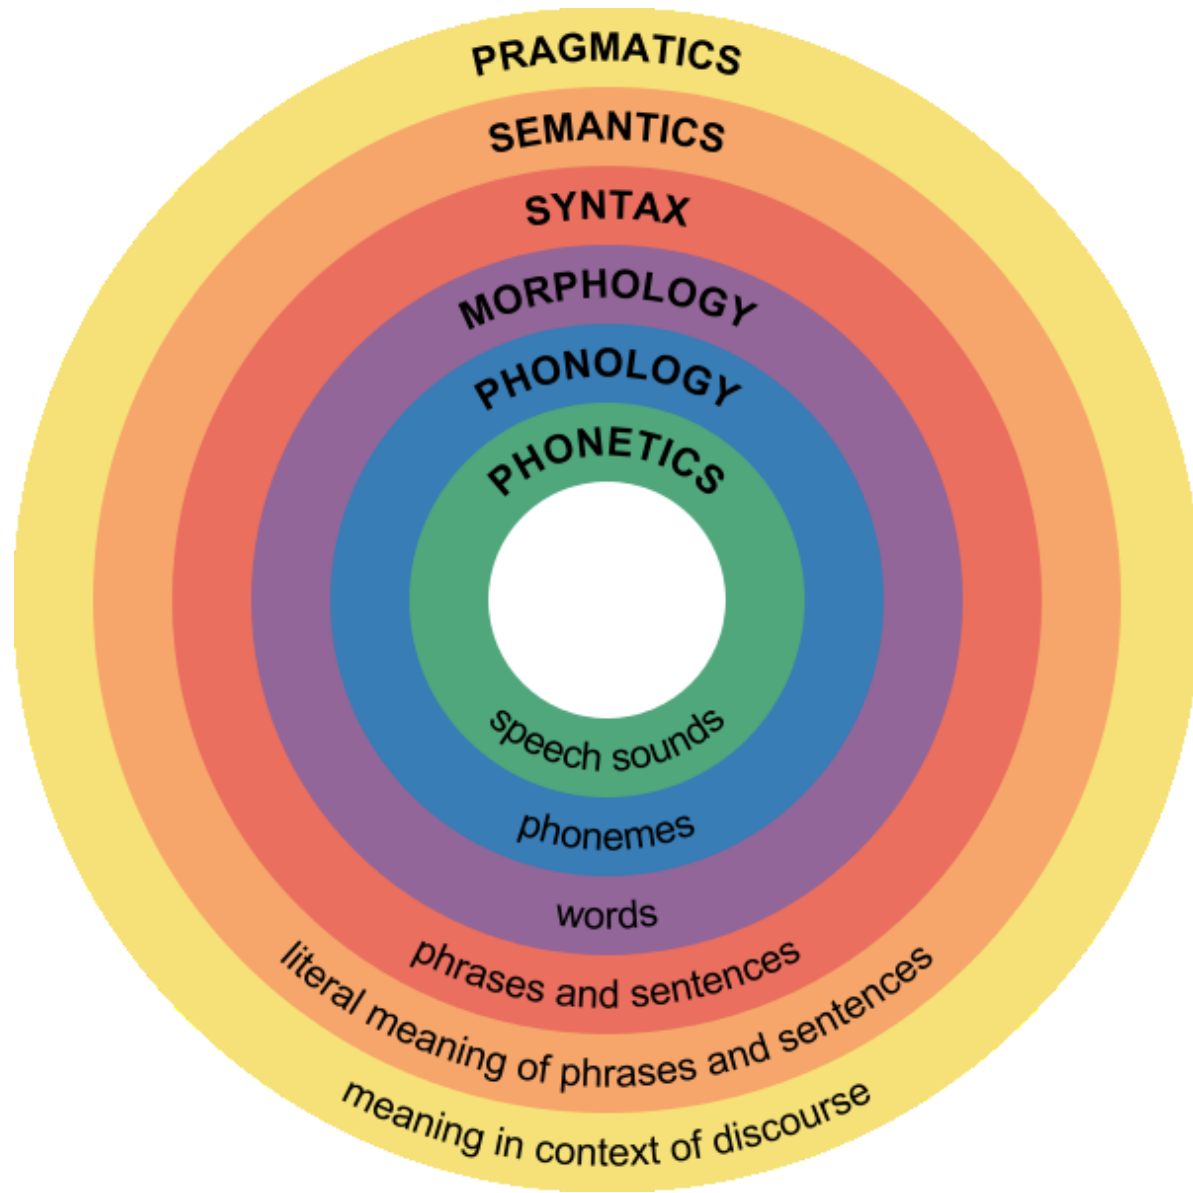 PRAGMATICS
SEMANTICS
SYNTAX
MORPHOLOGY
PHONOLOGY
PHONETICS
speech sounds
phonemes
words
phrases and sentences
literal meaning of phrases and sentences
meaning in context of discourse